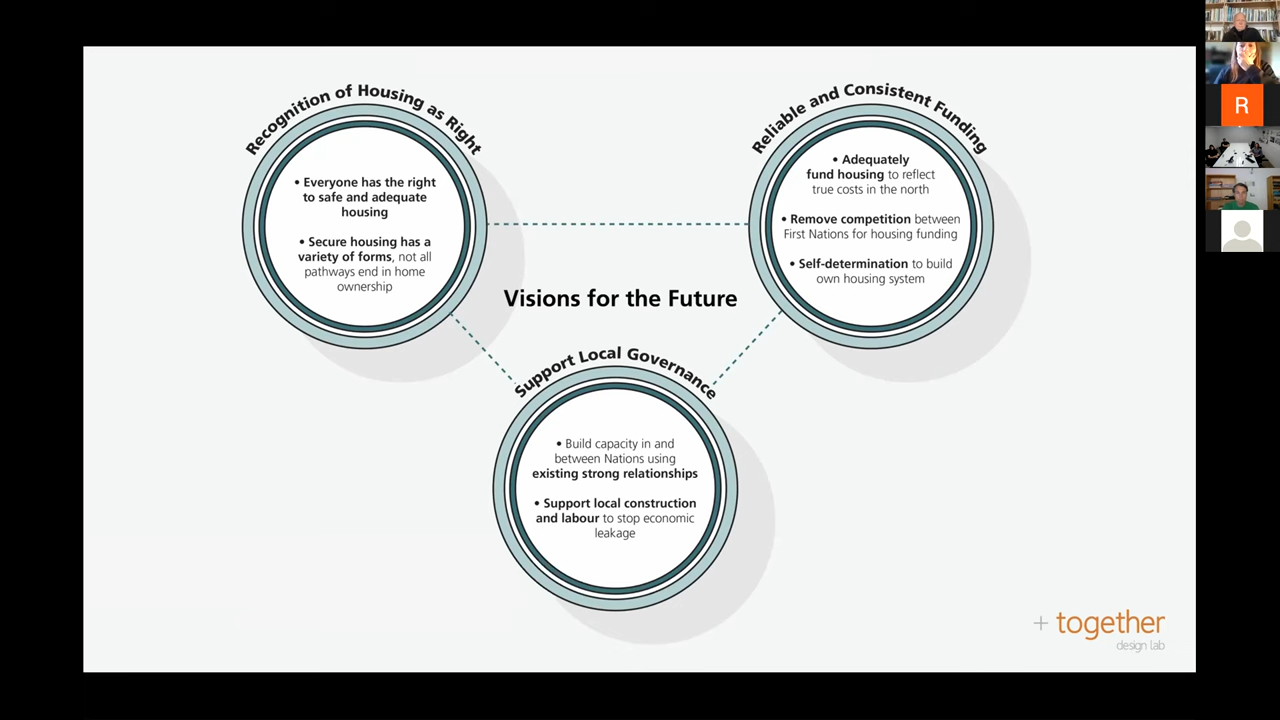 Recognition of Housing as Right
• Everyone has the right
to safe and adequate
housing
• Secure housing has a
variety of forms, not all
pathways end in home
ownership
Reliable and Consistent Funding
• Adequately
fund housing to reflect
true costs in the north
• Remove competition between
First Nations for housing funding
• Self-determination to build
own housing system
Visions for the Future
Support Local Governance
• Build capacity in and
between Nations using
existing strong relationships
• Support local construction
and labour to stop economic
leakage
+ together
design lab
R